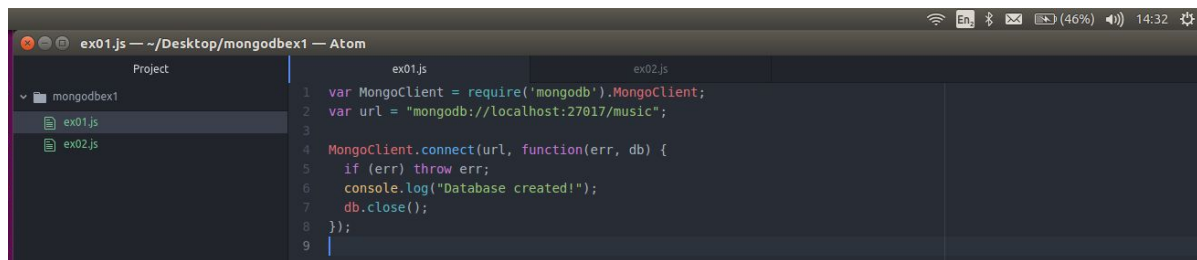 En2 (46%) 14:32
ex01.js — ~/Desktop/mongodbex1 — Atom
Project
mongodbex1
ex01.js
ex02.js
ex01.js ex02.js
1 var MongoClient = require('mongodb').MongoClient;
2 var url = "mongodb://localhost:27017/music";
3
4 MongoClient.connect(url, function(err, db) {
5 if (err) throw err;
6 console.log("Database created!");
7 db.close();
8 });
9